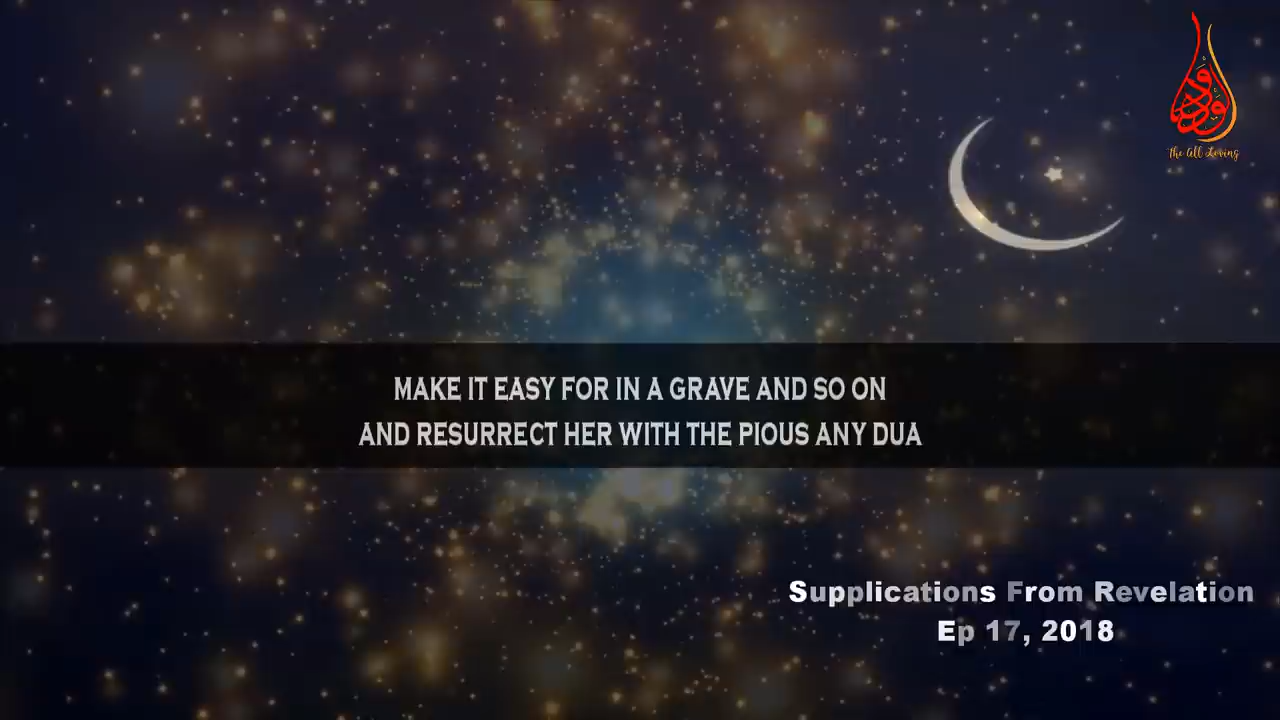 الودود
The All Loving
MAKE IT EASY FOR IN A GRAVE AND SO ON
AND RESURRECT HER WITH THE PIOUS ANY DUA
Supplications From Revelation
Ep 17, 2018